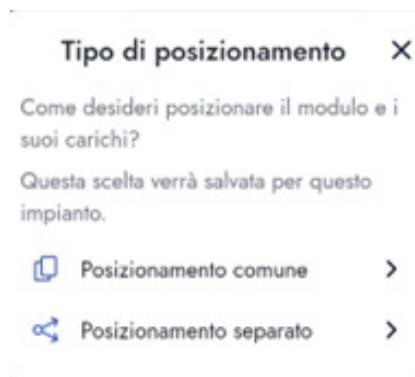 Tipo di posizionamento
Come desideri posizionare il modulo e i
suoi carichi?
Questa scelta verrà salvata per questo
impianto.
Posizionamento comune
Posizionamento separato